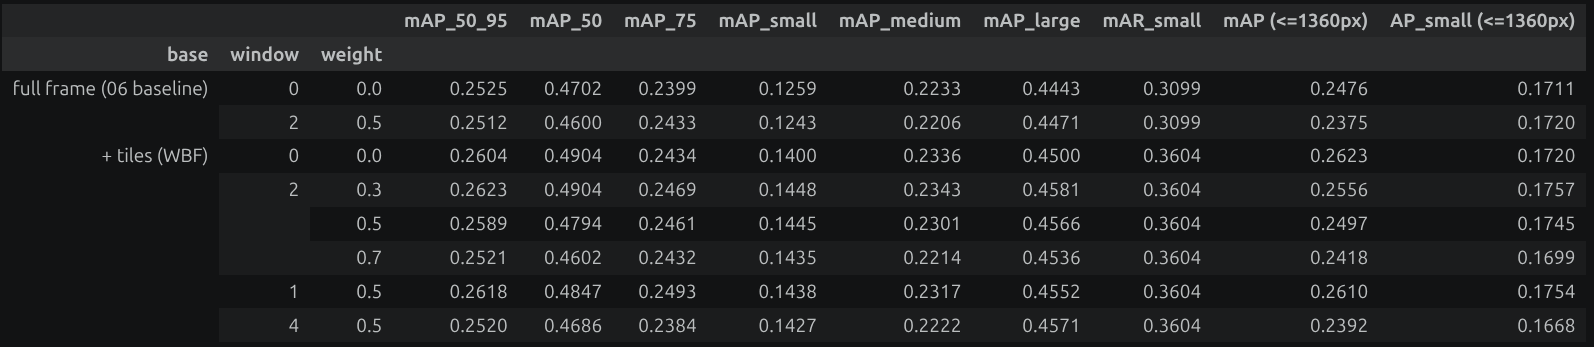 mAP_50_95 mAP_50 mAP_75 mAP_small mAP_medium mAP_large mAR_small mAP (<=1360px) AP_small (<=1360px)
base window weight
full frame (06 baseline) 0 0.0 0.2525 0.4702 0.2399 0.1259 0.2233 0.4443 0.3099 0.2476 0.1711
2 0.5 0.2512 0.4600 0.2433 0.1243 0.2206 0.4471 0.3099 0.2375 0.1720
+ tiles (WBF) 0 0.0 0.2604 0.4904 0.2434 0.1400 0.2336 0.4500 0.3604 0.2623 0.1720
2 0.3 0.2623 0.4904 0.2469 0.1448 0.2343 0.4581 0.3604 0.2556 0.1757
0.5 0.2589 0.4794 0.2461 0.1445 0.2301 0.4566 0.3604 0.2497 0.1745
0.7 0.2521 0.4602 0.2432 0.1435 0.2214 0.4536 0.3604 0.2418 0.1699
1 0.5 0.2618 0.4847 0.2493 0.1438 0.2317 0.4552 0.3604 0.2610 0.1754
4 0.5 0.2520 0.4686 0.2384 0.1427 0.2222 0.4571 0.3604 0.2392 0.1668